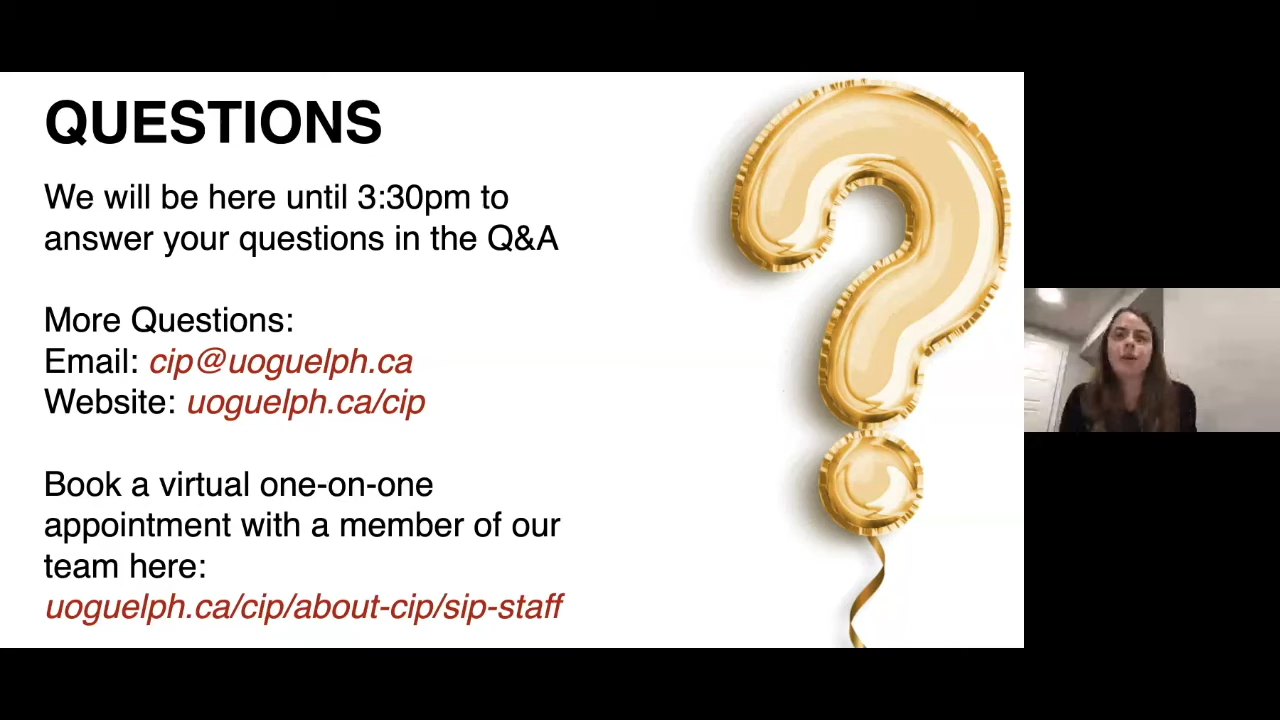 QUESTIONS
We will be here until 3:30pm to
answer your questions in the Q&A
More Questions:
Email: cip@uoguelph.ca
Website: uoguelph.ca/cip
Book a virtual one-on-one
appointment with a member of our
team here:
uoguelph.ca/cip/about-cip/sip-staff